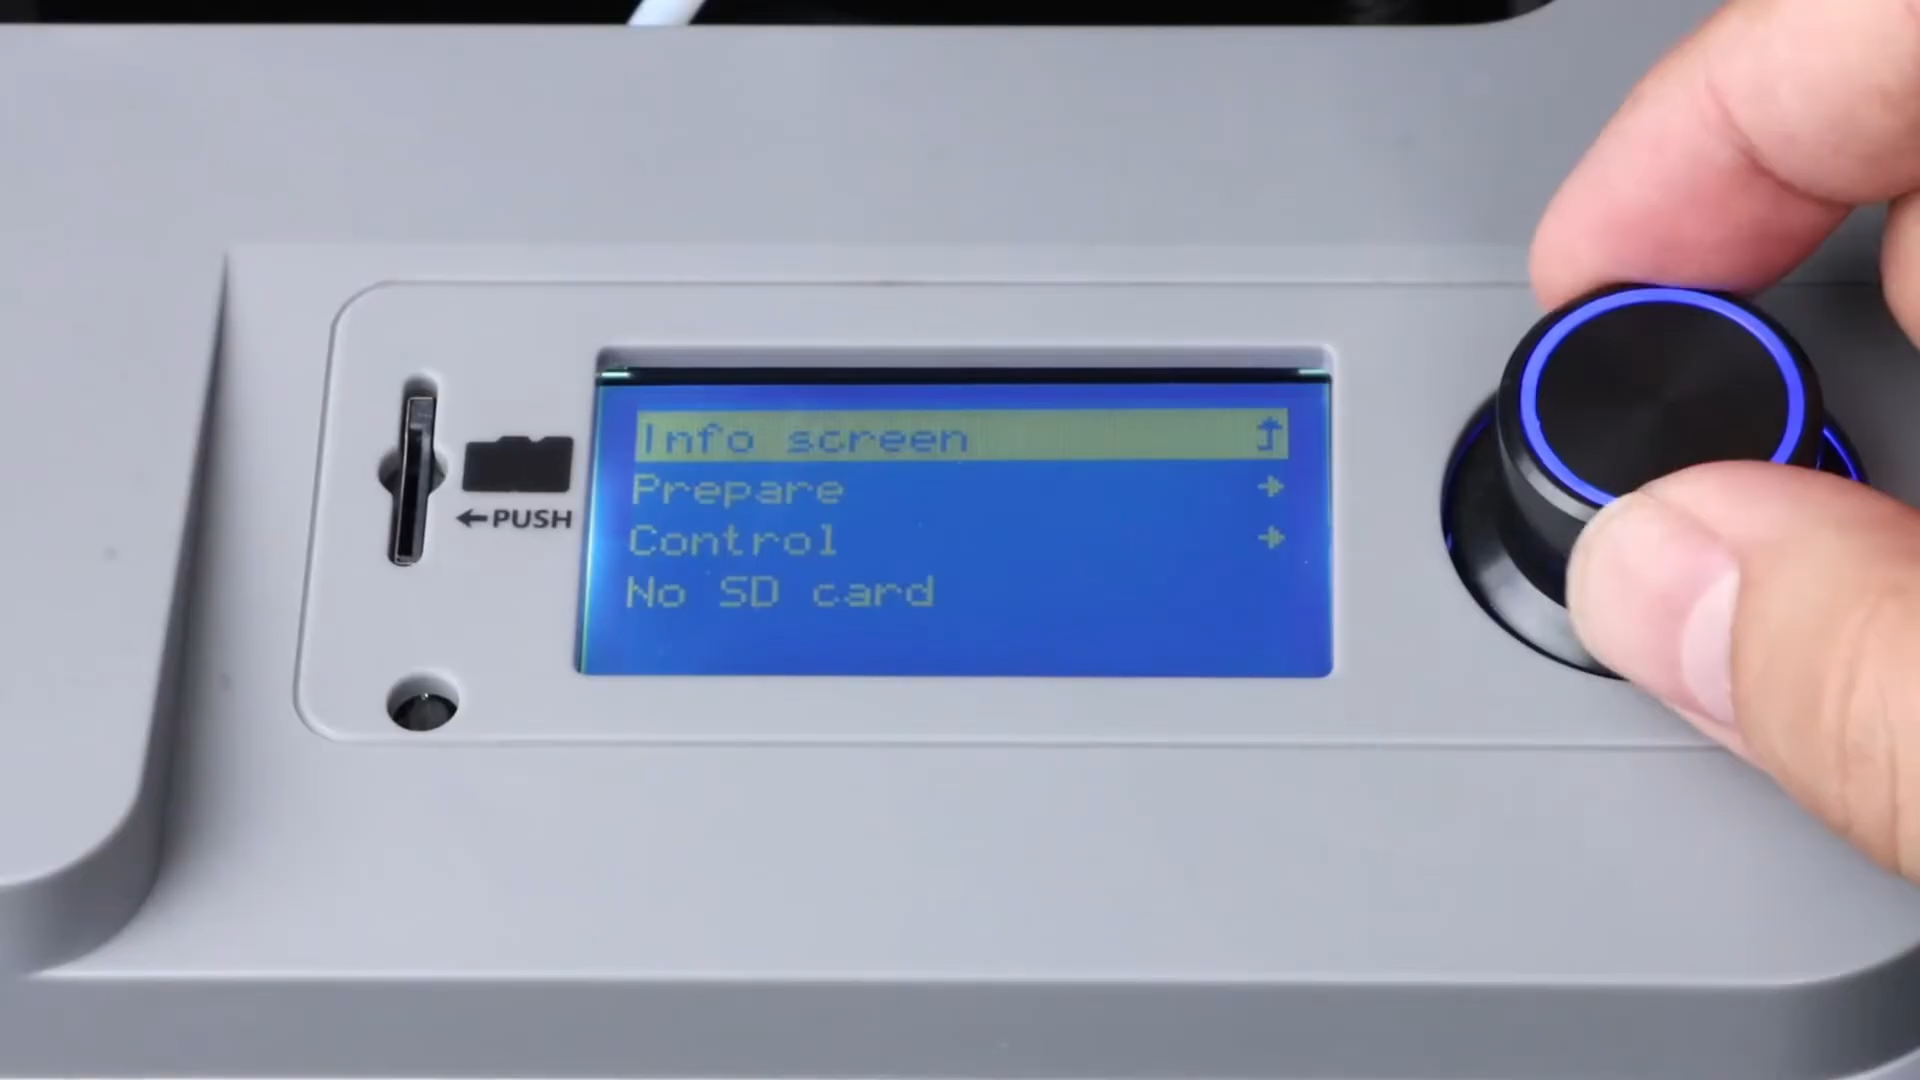 Info screen
Prepare
Control
No SD card
←PUSH